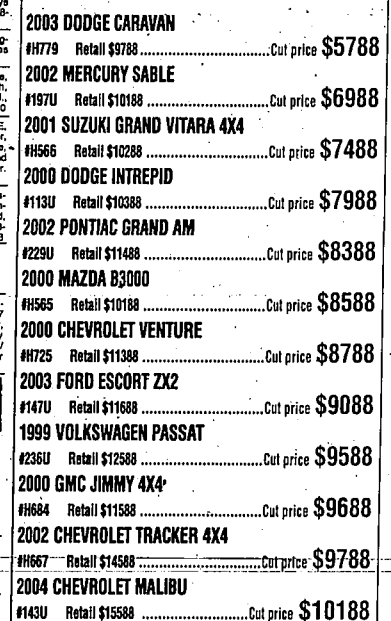 2003 DODGE CARAVAN
#H779 Retail $9788 ........................Cut price $5788
2002 MERCURY SABLE
#197U Retail $10188 ........................Cut price $6988
2001 SUZUKI GRAND VITARA 4X4
#H566 Retail $10288 ........................Cut price $7488
2000 DODGE INTREPID
#113U Retail $10388 ........................Cut price $7988
2002 PONTIAC GRAND AM
#229U Retail $11488 ........................Cut price $8388
2000 MAZDA B3000
#H565 Retail $10188 ........................Cut price $8588
2000 CHEVROLET VENTURE
#H725 Retail $11388 ........................Cut price $8788
2003 FORD ESCORT ZX2
#147U Retail $11688 ........................Cut price $9088
1999 VOLKSWAGEN PASSAT
#236U Retail $12588 ........................Cut price $9588
2000 GMC JIMMY 4X4
#H684 Retail $11588 ........................Cut price $9688
2002 CHEVROLET TRACKER 4X4
#H667 Retail $14588 ........................Cut price $9788
2004 CHEVROLET MALIBU
#143U Retail $15588 ........................Cut price $10188